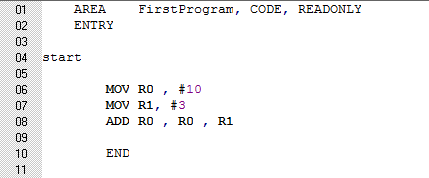 01 AREA FirstProgram, CODE, READONLY
02 ENTRY
03
04 start
05
06 MOV R0 , #10
07 MOV R1, #3
08 ADD R0 , R0 , R1
09
10 END
11